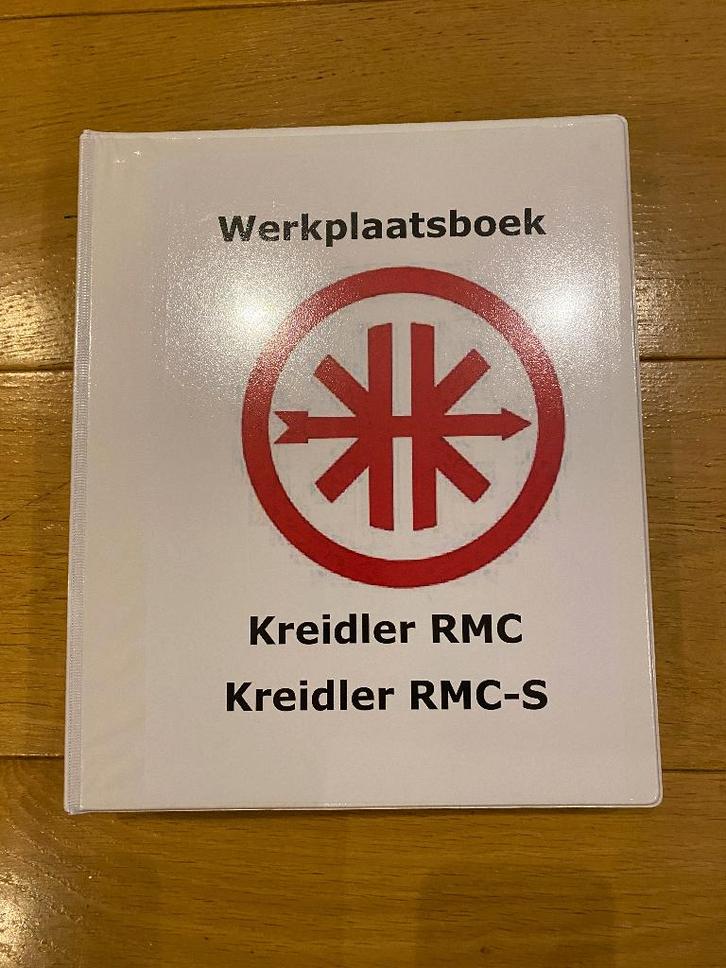 Werkplaatsboek
Kreidler RMC
Kreidler RMC-S